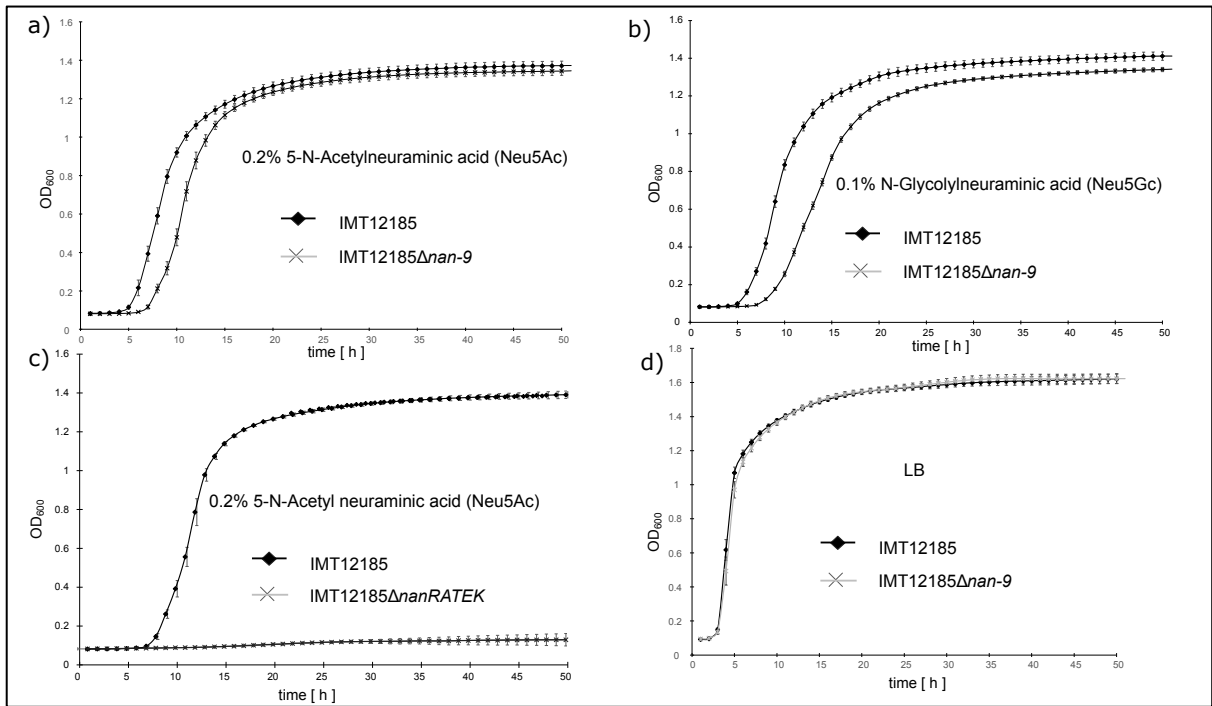 a)
1.6
1.4
1.2
1
0.8
0.6
0.4
0.2
0
OD600
0.2% 5-N-Acetylneuraminic acid (Neu5Ac)
IMT12185
IMT12185Δnan-9
0 5 10 15 20 25 30 35 40 45 50
time [ h ]
b)
1.6
1.4
1.2
1
0.8
0.6
0.4
0.2
0
OD600
0.1% N-Glycolylneuraminic acid (Neu5Gc)
IMT12185
IMT12185Δnan-9
0 5 10 15 20 25 30 35 40 45 50
time [ h ]
c)
1.6
1.4
1.2
1
0.8
0.6
0.4
0.2
0
OD600
0.2% 5-N-Acetyl neuraminic acid (Neu5Ac)
IMT12185
IMT12185ΔnanRATEK
0 5 10 15 20 25 30 35 40 45 50
time [ h ]
d)
1.8
1.6
1.4
1.2
1
0.8
0.6
0.4
0.2
0
OD600
LB
IMT12185
IMT12185Δnan-9
0 5 10 15 20 25 30 35 40 45 50
time [ h ]